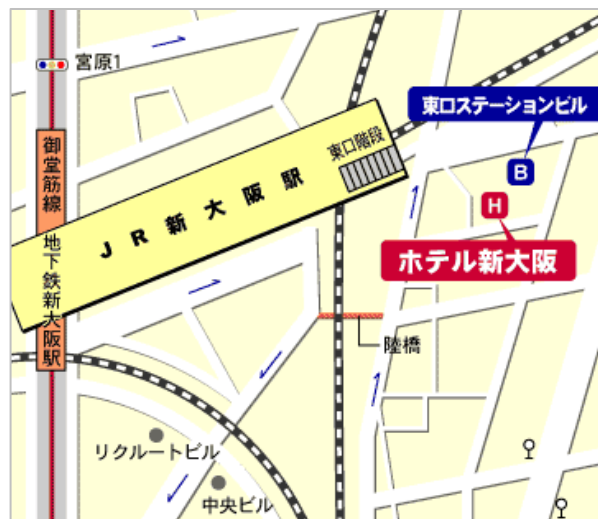 宮原1
東口ステーションビル
東口階段
B
御堂筋線
地下鉄新大阪駅
JR新大阪駅
H
ホテル新大阪
陸橋
リクルートビル
中央ビル